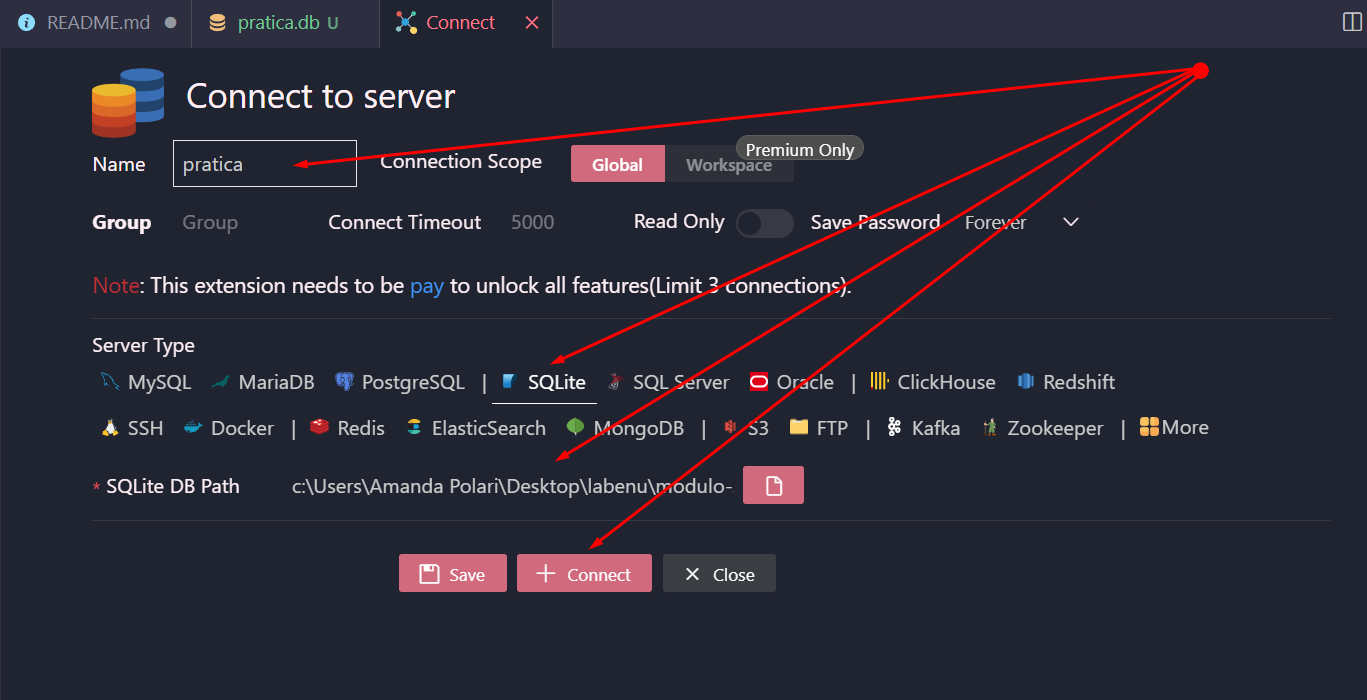 README.md
pratica.db U
Connect
Connect to server
Name pratica Connection Scope Global Workspace Premium Only
Group Group Connect Timeout 5000 Read Only Save Password Forever
Note: This extension needs to be pay to unlock all features(Limit 3 connections).
Server Type
MySQL MariaDB PostgreSQL | SQLite SQL Server Oracle | ClickHouse Redshift
SSH Docker | Redis ElasticSearch MongoDB | S3 FTP | Kafka Zookeeper | More
* SQLite DB Path c:\Users\Amanda Polari\Desktop\labenu\modulo-
Save Connect Close